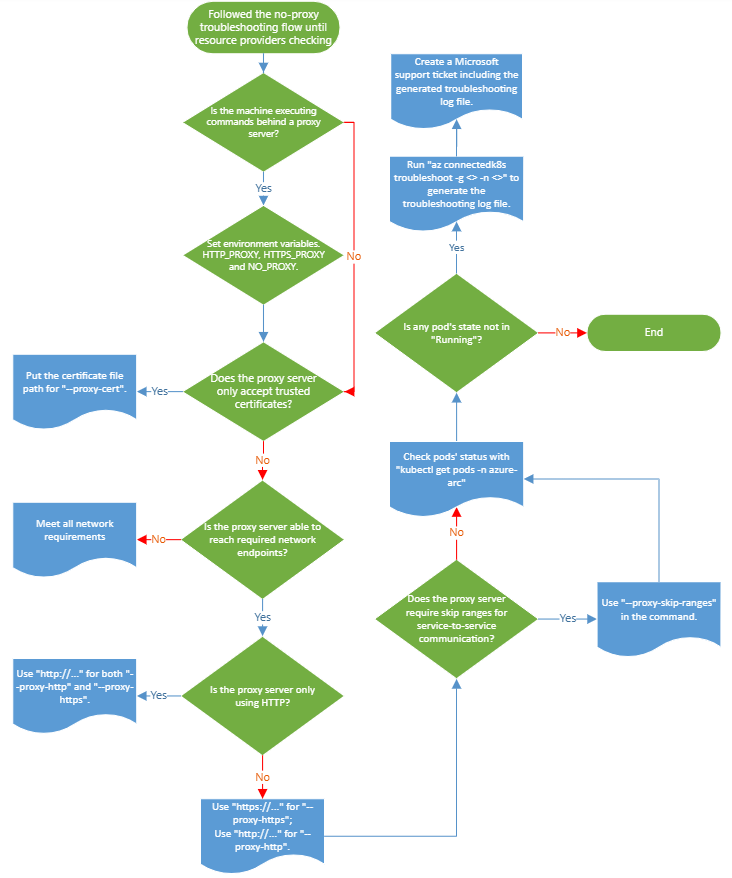 Followed the no-proxy
troubleshooting flow until
resource providers checking
Is the machine executing
commands behind a proxy
server?
Yes
No
Set environment variables.
HTTP_PROXY, HTTPS_PROXY
and NO_PROXY.
Does the proxy server
only accept trusted
certificates?
Yes
Put the certificate file
path for "--proxy-cert".
No
Is the proxy server able to
reach required network
endpoints?
No
Meet all network
requirements
Yes
Is the proxy server only
using HTTP?
Yes
Use "http://..." for both "-
-proxy-http" and "--proxy-
https".
No
Use "https://..." for "--
proxy-https";
Use "http://..." for "--
proxy-http".
Does the proxy server
require skip ranges for
service-to-service
communication?
Yes
Use "--proxy-skip-ranges"
in the command.
No
Check pods' status with
"kubectl get pods -n azure-
arc"
Is any pod's state not in
"Running"?
No
End
Yes
Run "az connectedk8s
troubleshoot -g <> -n <>" to
generate the
troubleshooting log file.
Create a Microsoft
support ticket including the
generated troubleshooting
log file.